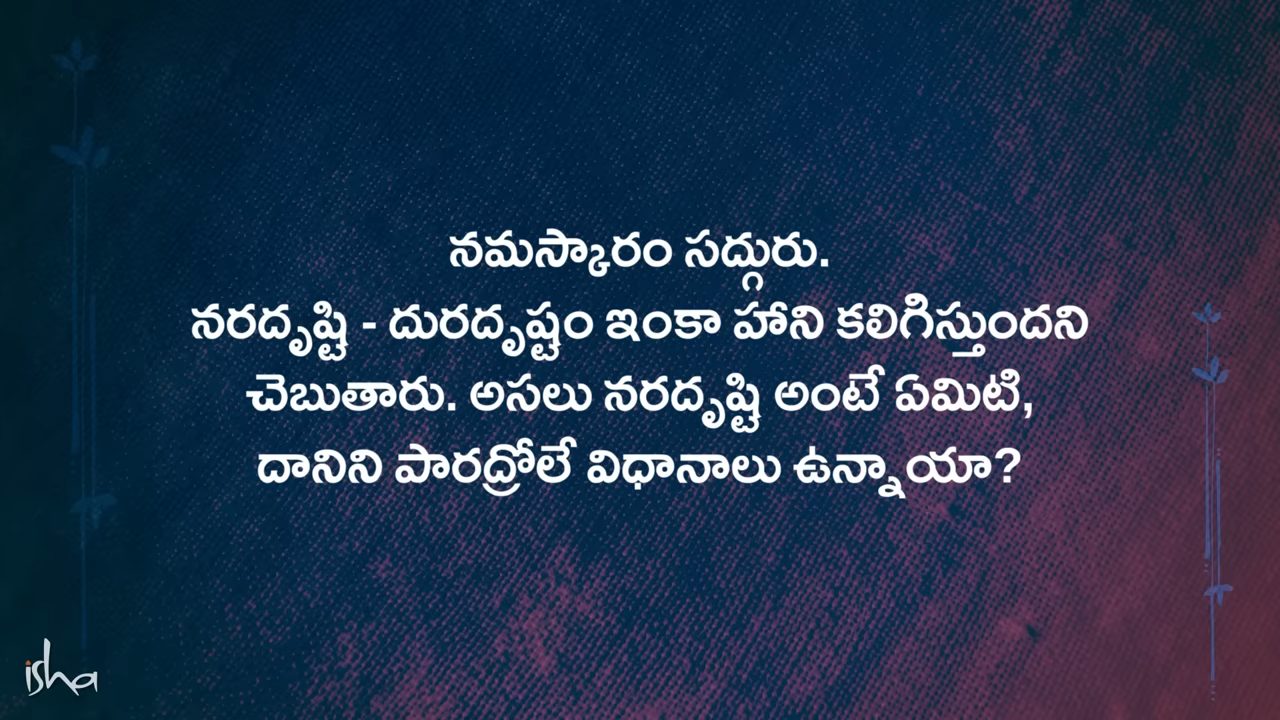 నమస్కారం సద్గురు.
నరదృష్టి - దురదృష్టం ఇంకా హాని కలిగిస్తుందని
చెబుతారు. అసలు నరదృష్టి అంటే ఏమిటి,
దానిని పారద్రోలే విధానాలు ఉన్నాయా?
isha